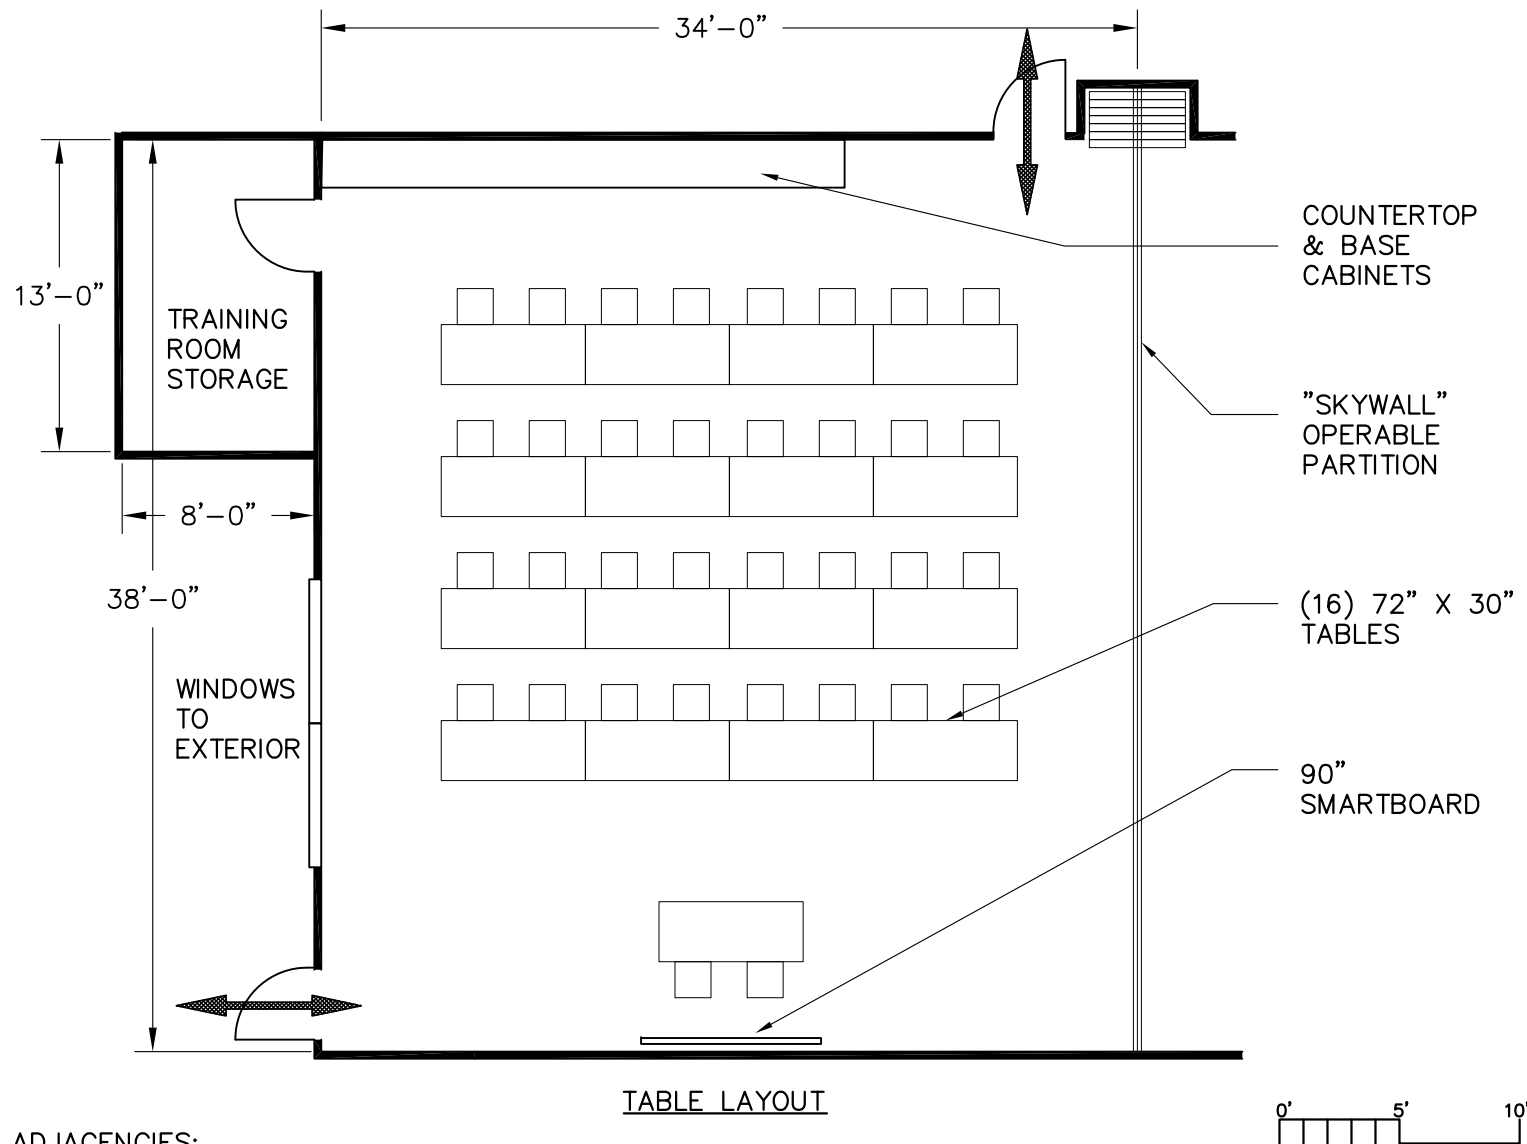 34'-0"
COUNTERTOP
& BASE
CABINETS
13'-0"
TRAINING
ROOM
STORAGE
"SKYWALL"
OPERABLE
PARTITION
8'-0"
38'-0"
(16) 72" X 30"
TABLES
WINDOWS
TO
EXTERIOR
90"
SMARTBOARD
TABLE LAYOUT
0' 5' 10'
ADJACENCIES: